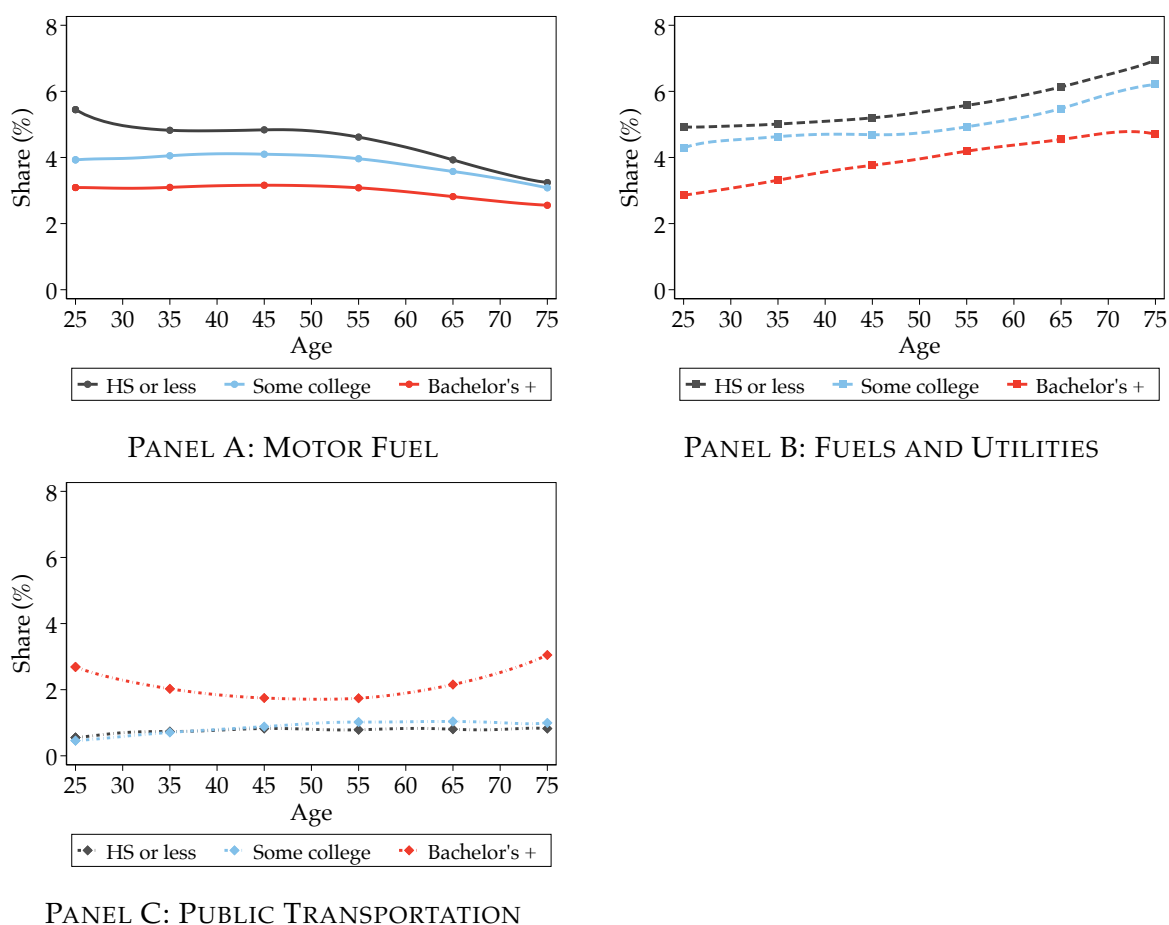 8
6
4
2
0
Share (%)
25 30 35 40 45 50 55 60 65 70 75
Age
HS or less Some college Bachelor's +
PANEL A: MOTOR FUEL
8
6
4
2
0
Share (%)
25 30 35 40 45 50 55 60 65 70 75
Age
HS or less Some college Bachelor's +
PANEL B: FUELS AND UTILITIES
8
6
4
2
0
Share (%)
25 30 35 40 45 50 55 60 65 70 75
Age
HS or less Some college Bachelor's +
PANEL C: PUBLIC TRANSPORTATION